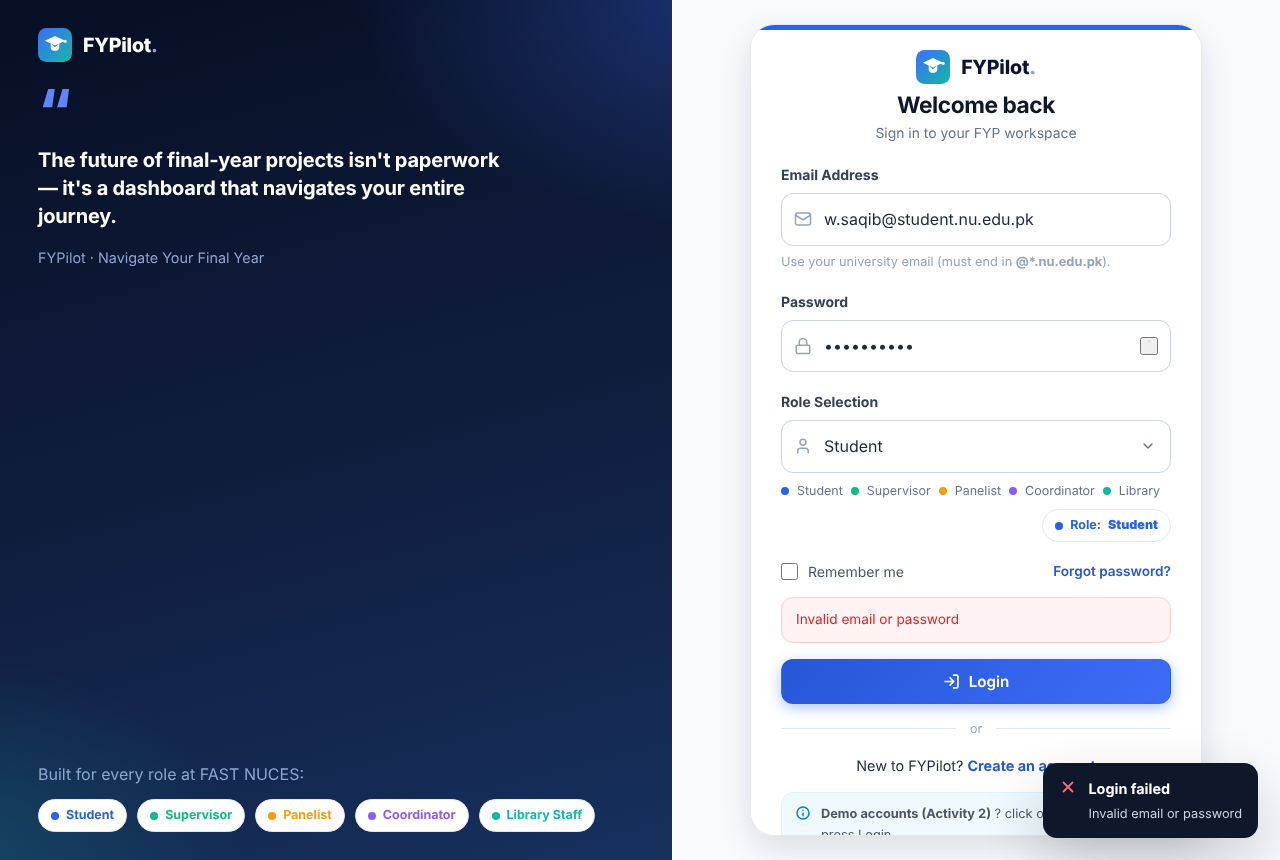 FYPilot.
“
The future of final-year projects isn't paperwork
— it's a dashboard that navigates your entire
journey.
FYPilot · Navigate Your Final Year
Built for every role at FAST NUCES:
Student
Supervisor
Panelist
Coordinator
Library Staff
FYPilot.
Welcome back
Sign in to your FYP workspace
Email Address
w.saqib@student.nu.edu.pk
Use your university email (must end in @*.nu.edu.pk).
Password
••••••••••
Role Selection
Student
Student Supervisor Panelist Coordinator Library
Role: Student
Remember me
Forgot password?
Invalid email or password
Login
or
New to FYPilot? Create an
Demo accounts (Activity 2) ? click
press Login
Login failed
Invalid email or password